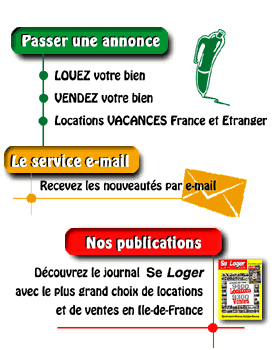 Passer une annonce
LOUEZ votre bien
VENDEZ votre bien
Locations VACANCES France et Etranger
Le service e-mail
Recevez les nouveautés par e-mail
Nos publications
Découvrez le journal Se Loger
avec le plus grand choix de locations
et de ventes en Ile-de-France
Se Loger
Locations
Ventes